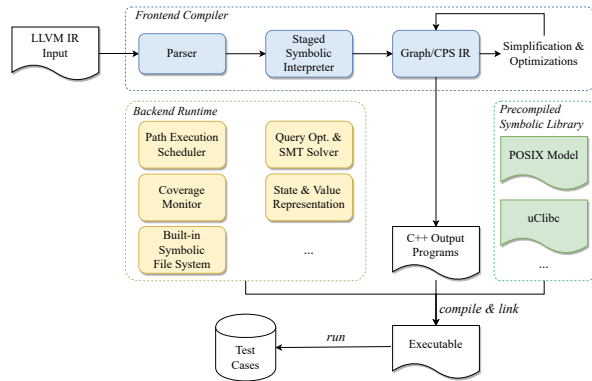 Frontend Compiler
LLVM IR
Input
Parser
Staged
Symbolic
Interpreter
Graph/CPS IR
Simplification &
Optimizations
Backend Runtime
Path Execution
Scheduler
Query Opt. &
SMT Solver
Coverage
Monitor
State & Value
Representation
Built-in
Symbolic
File System
...
C++ Output
Programs
Precompiled
Symbolic Library
POSIX Model
uClibc
...
compile & link
Executable
run
Test
Cases